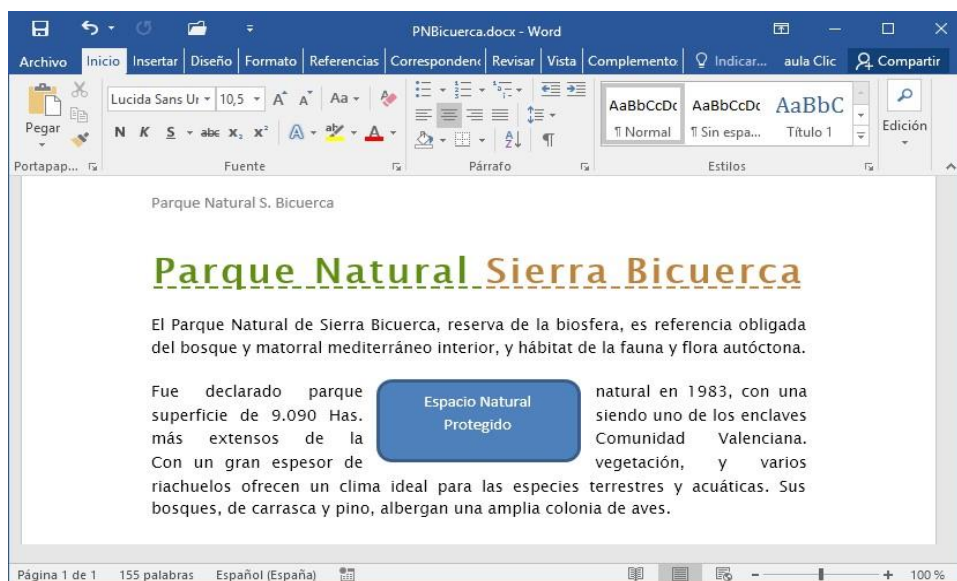 PNBicuerca.docx - Word
Archivo Inicio Insertar Diseño Formato Referencias Correspondenc Revisar Vista Complemento Indicar... aula Clic Compartir
Lucida Sans Ur 10,5 A A Aa
AaBbCcDc AaBbCcDc AaBbC
Pegar
N K S abc X₂ X² A aby A
¶ Normal ¶ Sin espa... Título 1
Edición
Portapap... Fuente Párrafo Estilos
Parque Natural S. Bicuerca
Parque Natural Sierra Bicuerca
El Parque Natural de Sierra Bicuerca, reserva de la biosfera, es referencia obligada
del bosque y matorral mediterráneo interior, y hábitat de la fauna y flora autóctona.
Fue declarado parque natural en 1983, con una
superficie de 9.090 Has. siendo uno de los enclaves
más extensos de la Comunidad Valenciana.
Con un gran espesor de vegetación, y varios
Espacio Natural
Protegido
riachuelos ofrecen un clima ideal para las especies terrestres y acuáticas. Sus
bosques, de carrasca y pino, albergan una amplia colonia de aves.
Página 1 de 1 155 palabras Español (España) 100 %